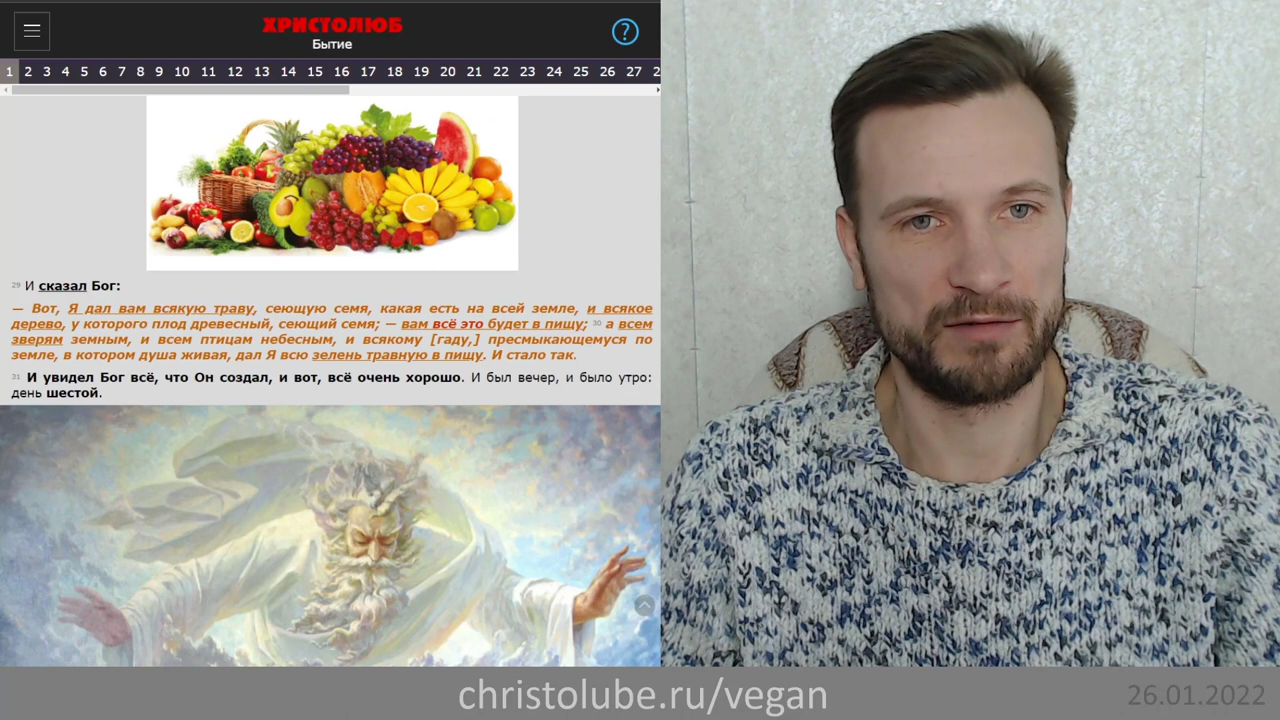 ХРИСТОЛЮБ
Бытие
1 2 3 4 5 6 7 8 9 10 11 12 13 14 15 16 17 18 19 20 21 22 23 24 25 26 27 2
29 И сказал Бог:
— Вот, Я дал вам всякую траву, сеющую семя, какая есть на всей земле, и всякое
дерево, у которого плод древесный, сеющий семя; — вам всё это будет в пищу; 30 а всем
зверям земным, и всем птицам небесным, и всякому [гаду,] пресмыкающемуся по
земле, в котором душа живая, дал Я всю зелень травную в пищу. И стало так.
31 И увидел Бог всё, что Он создал, и вот, всё очень хорошо. И был вечер, и было утро:
день шестой.
christolube.ru/vegan
26.01.2022